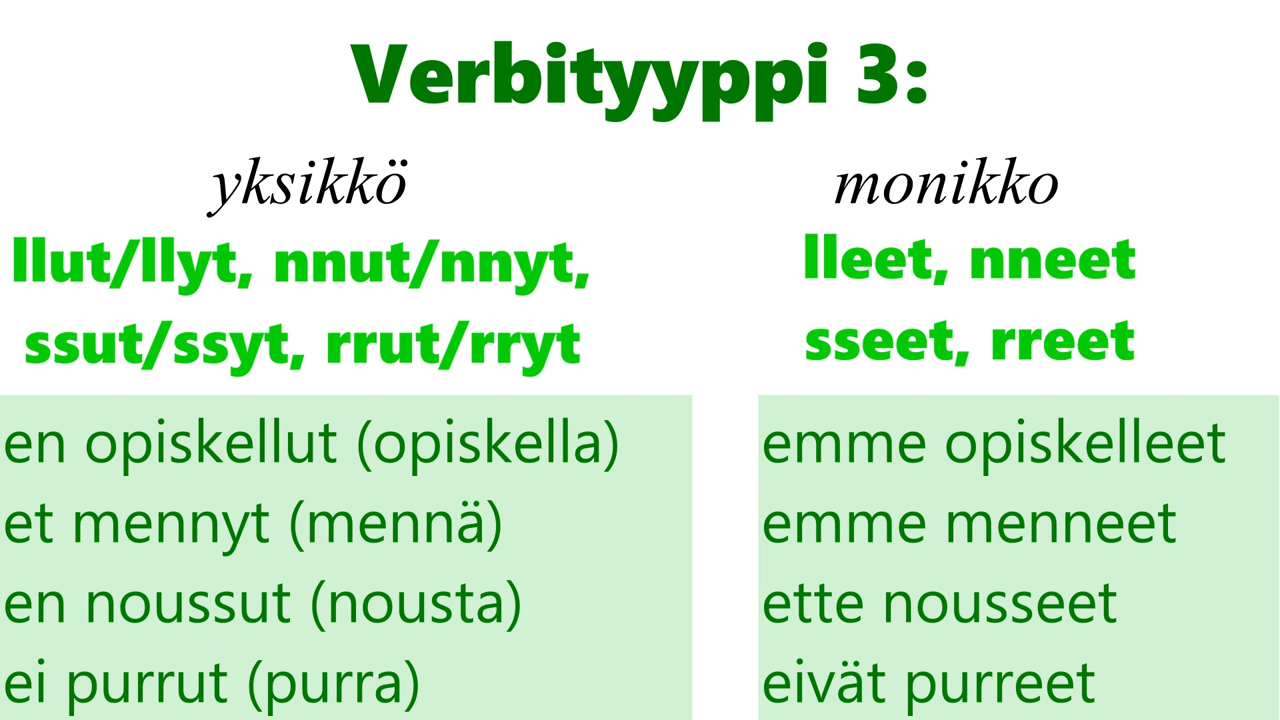 Verbityyppi 3:
yksikkö
llut/llyt, nnut/nnyt,
ssut/ssyt, rrut/rryt
en opiskellut (opiskella)
et mennyt (mennä)
en noussut (nousta)
ei purrut (purra)
monikko
lleet, nneet
sseet, rreet
emme opiskelleet
emme menneet
ette nousseet
eivät purreet